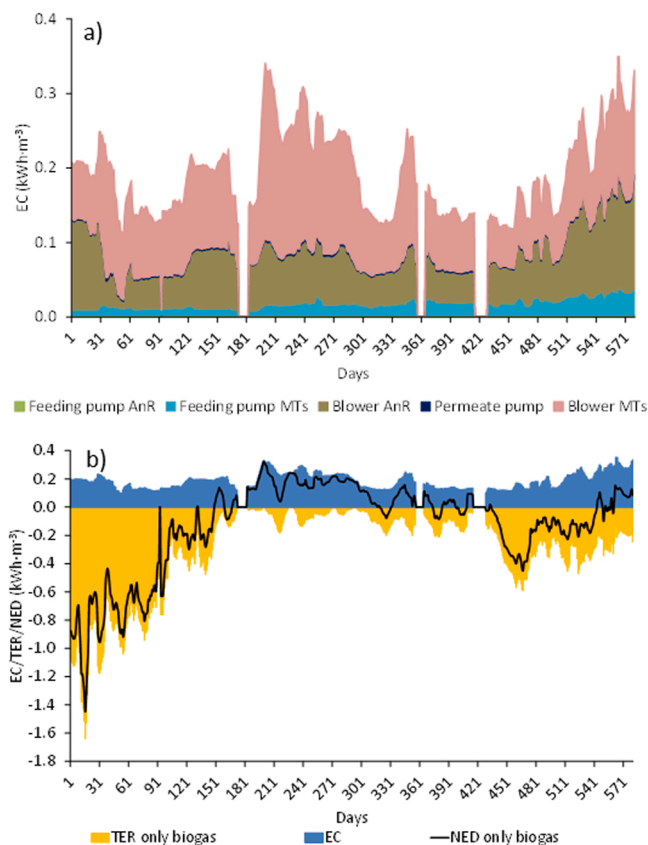 a)
0.4
0.3
0.2
0.1
0.0
EC (kWh·m⁻³)
1 31 61 91 121 151 181 211 241 271 301 331 361 391 421 451 481 511 541 571
Days
Feeding pump AnR Feeding pump MTs Blower AnR Permeate pump Blower MTs
b)
0.4
0.2
0.0
-0.2
-0.4
-0.6
-0.8
-1.0
-1.2
-1.4
-1.6
-1.8
EC/TER/NED (kWh·m⁻³)
1 31 61 91 121 151 181 211 241 271 301 331 361 391 421 451 481 511 541 571
Days
TER only biogas EC NED only biogas